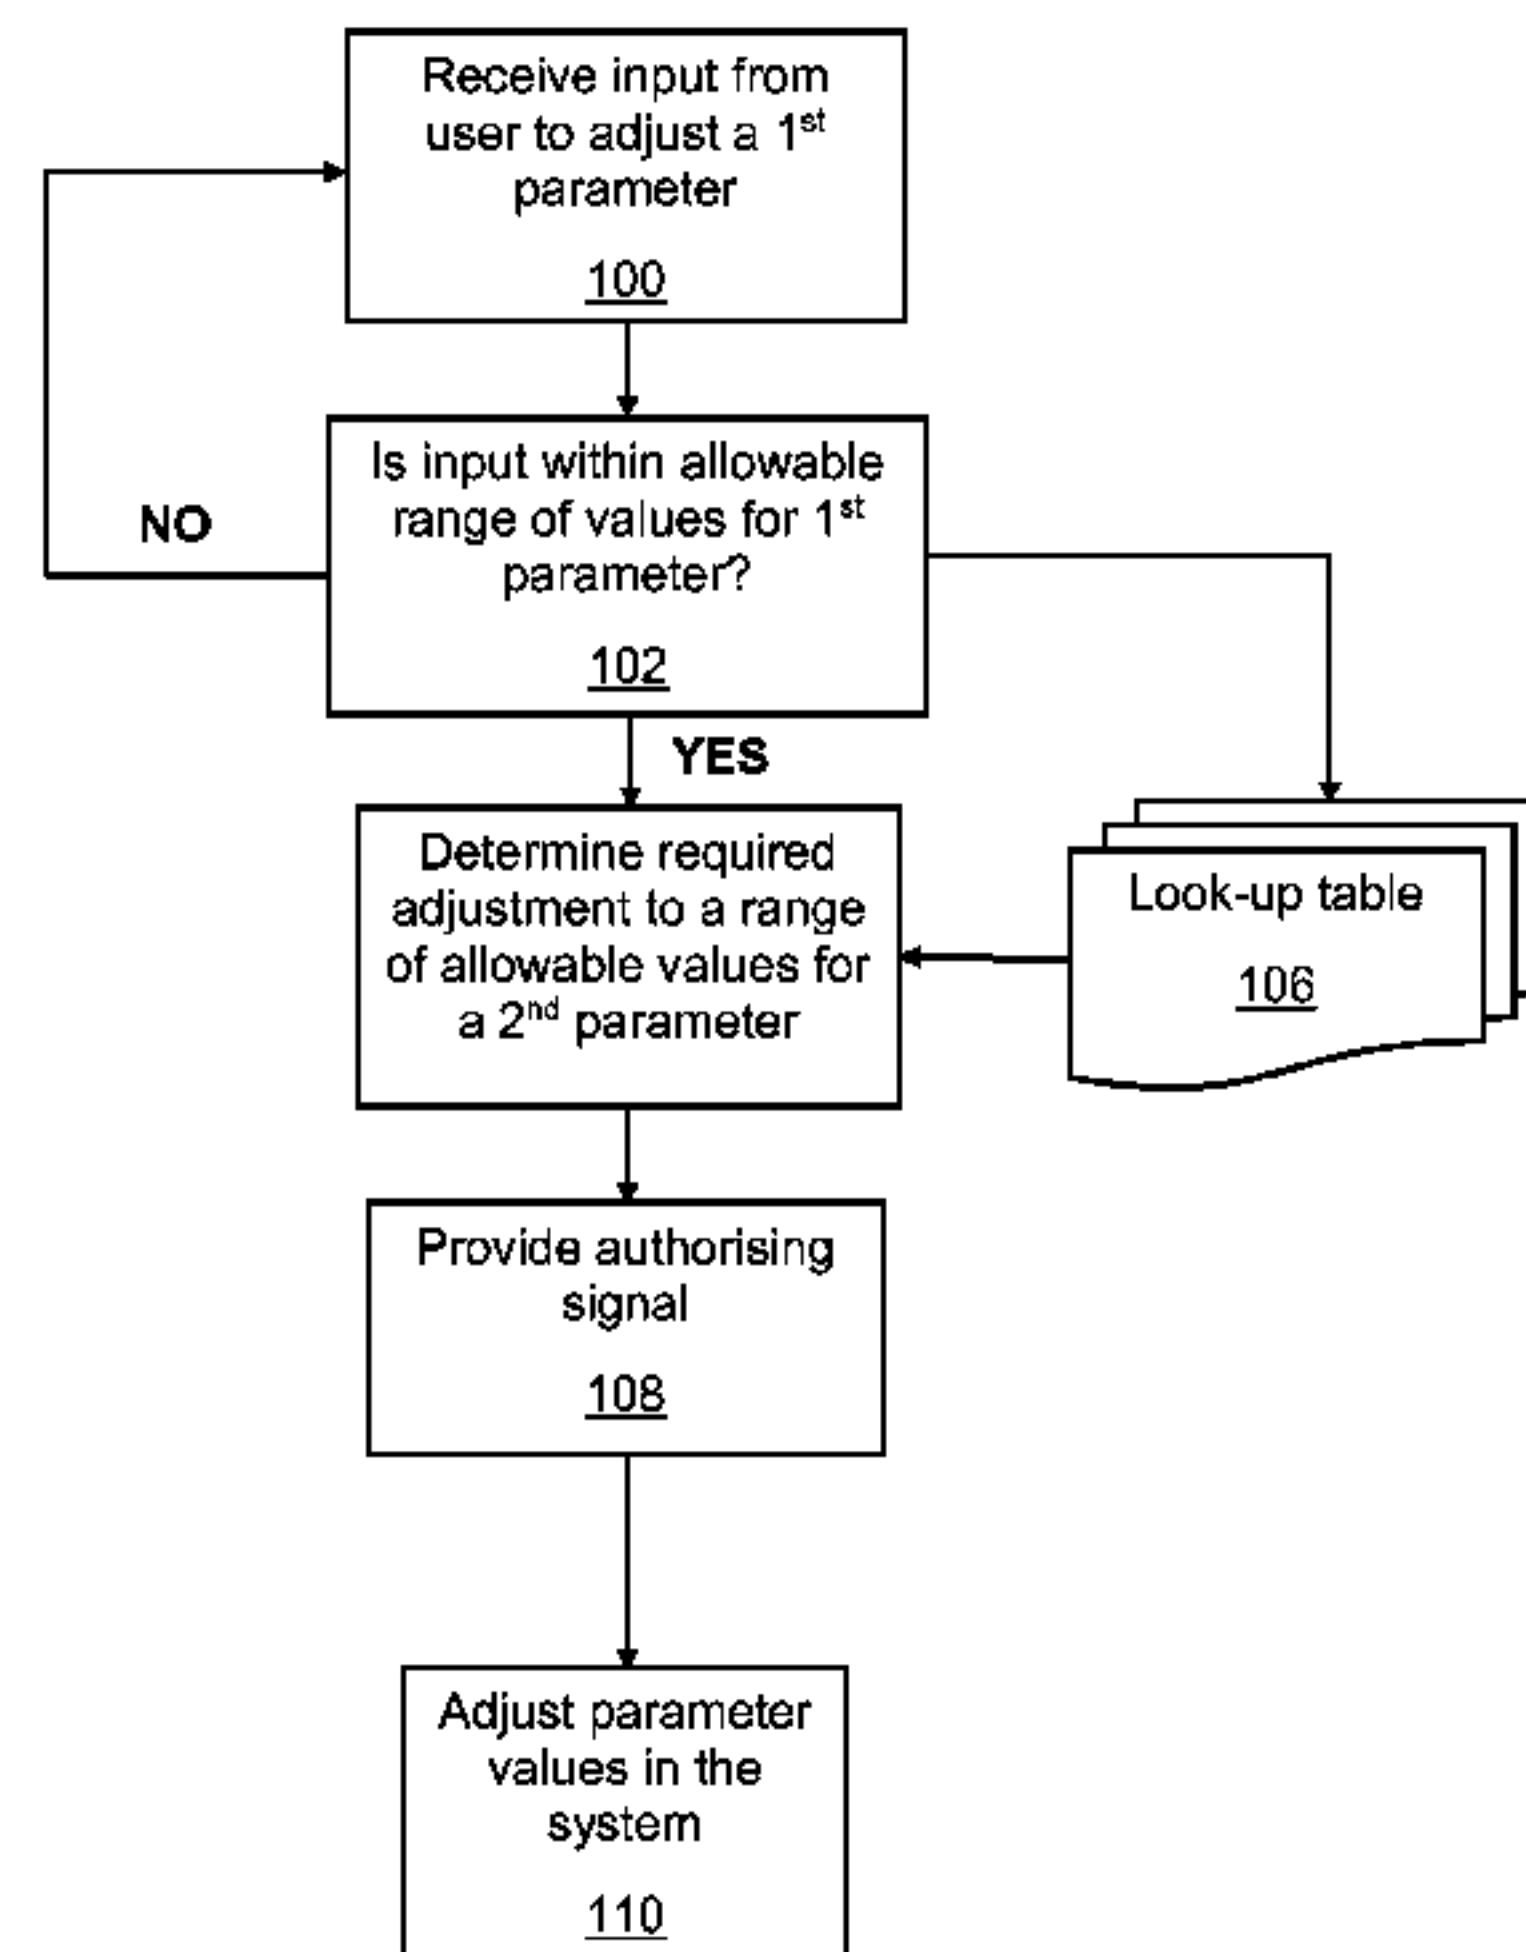 Receive input from
user to adjust a 1st
parameter
100
Is input within allowable
range of values for 1st
parameter?
102
NO
YES
Determine required
adjustment to a range
of allowable values for
a 2nd parameter
Look-up table
106
Provide authorising
signal
108
Adjust parameter
values in the
system
110